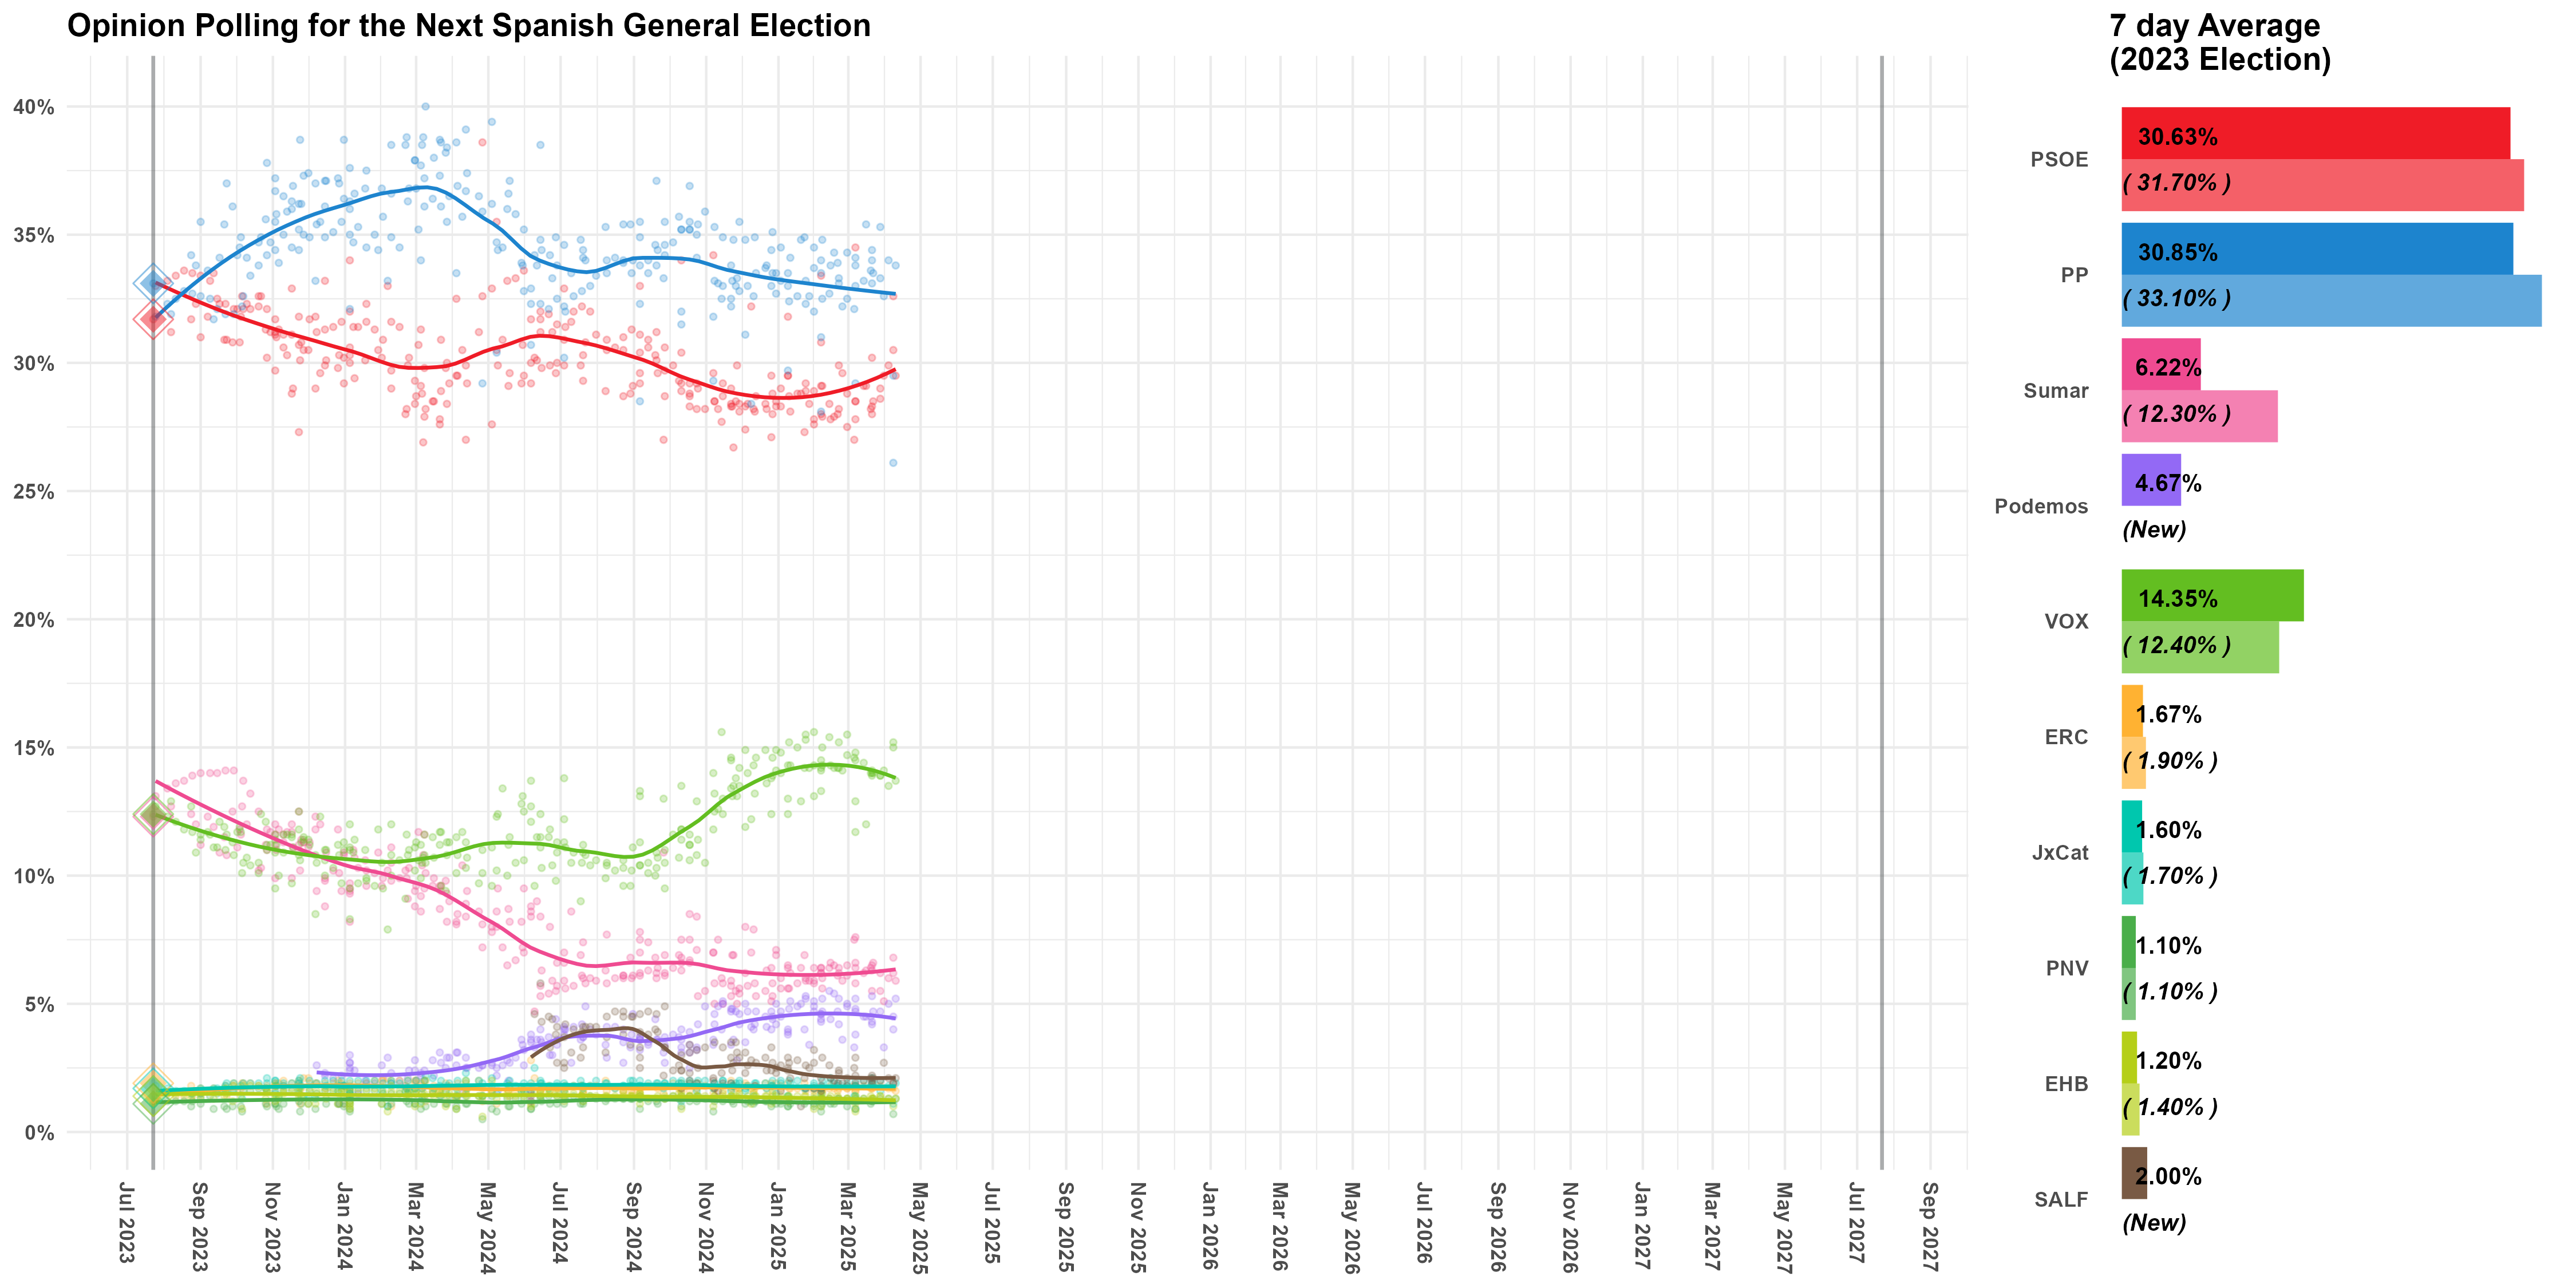 Opinion Polling for the Next Spanish General Election
40%
35%
30%
25%
20%
15%
10%
5%
0%
Jul 2023
Sep 2023
Nov 2023
Jan 2024
Mar 2024
May 2024
Jul 2024
Sep 2024
Nov 2024
Jan 2025
Mar 2025
May 2025
Jul 2025
Sep 2025
Nov 2025
Jan 2026
Mar 2026
May 2026
Jul 2026
Sep 2026
Nov 2026
Jan 2027
Mar 2027
May 2027
Jul 2027
Sep 2027
7 day Average
(2023 Election)
PSOE
30.63%
( 31.70% )
PP
30.85%
( 33.10% )
Sumar
6.22%
( 12.30% )
Podemos
4.67%
(New)
VOX
14.35%
( 12.40% )
ERC
1.67%
( 1.90% )
JxCat
1.60%
( 1.70% )
PNV
1.10%
( 1.10% )
EHB
1.20%
( 1.40% )
SALF
2.00%
(New)